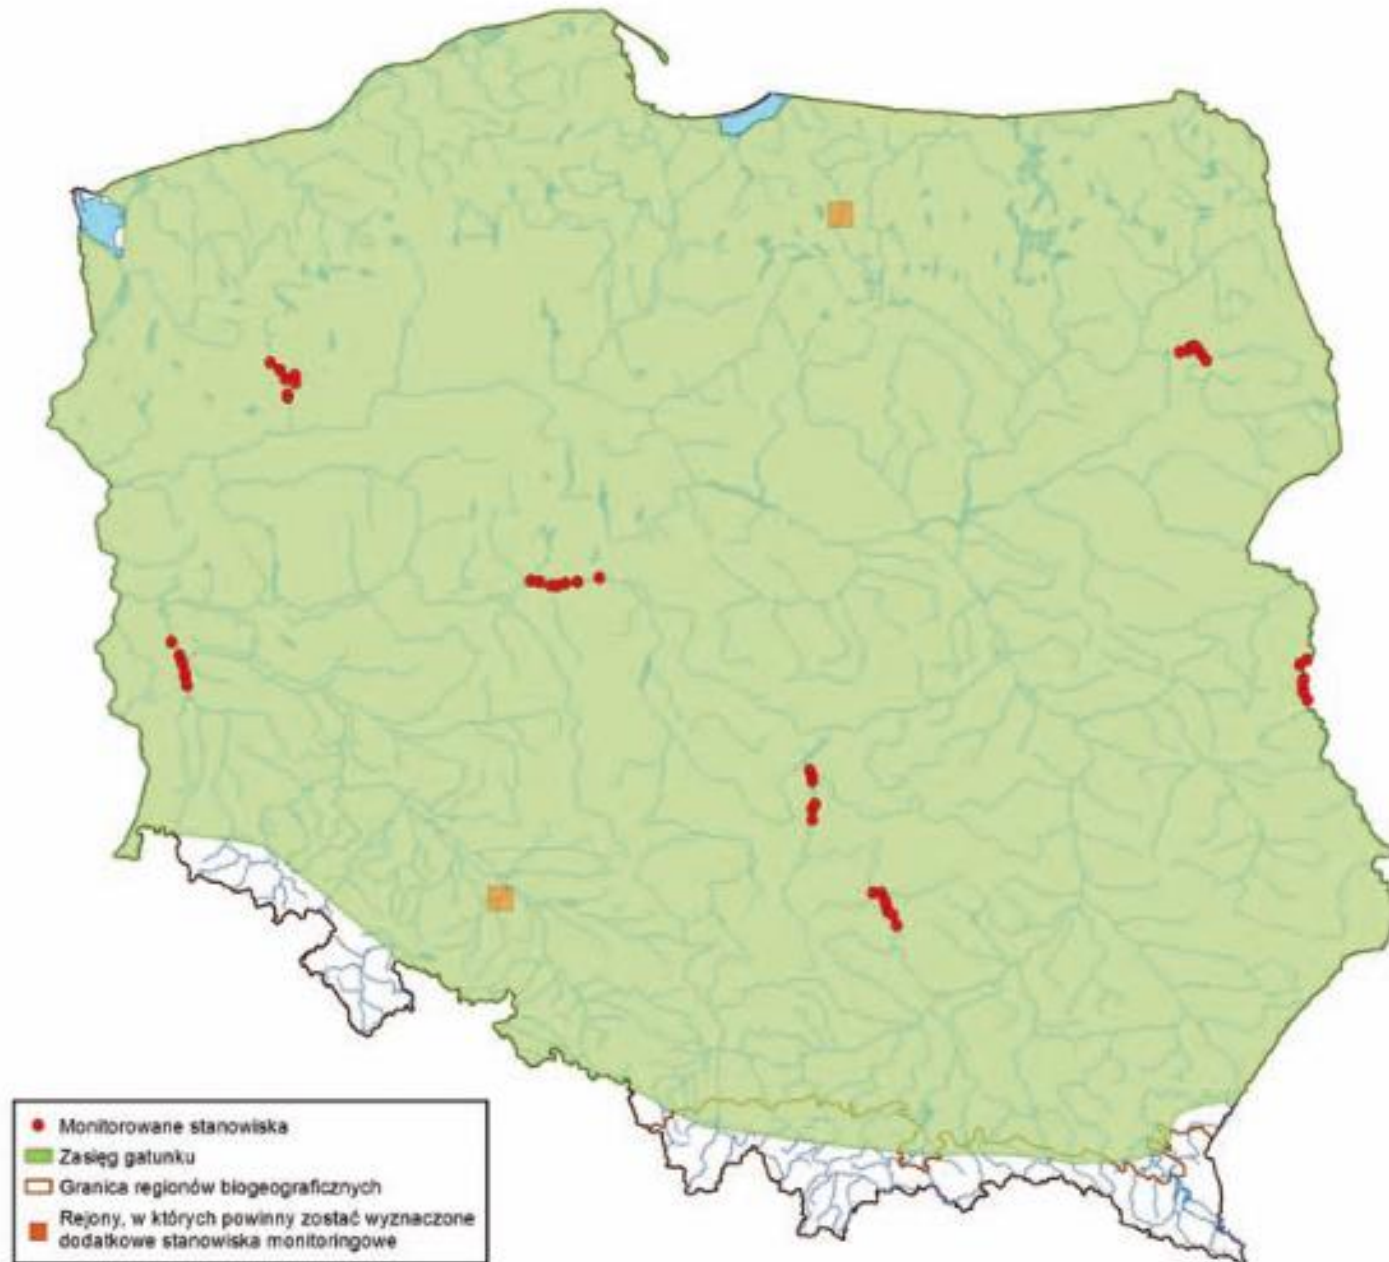 Monitorowane stanowiska
Zasięg gatunku
Granica regionów biogeograficznych
Rejony, w których powinny zostać wyznaczone
dodatkowe stanowiska monitoringowe